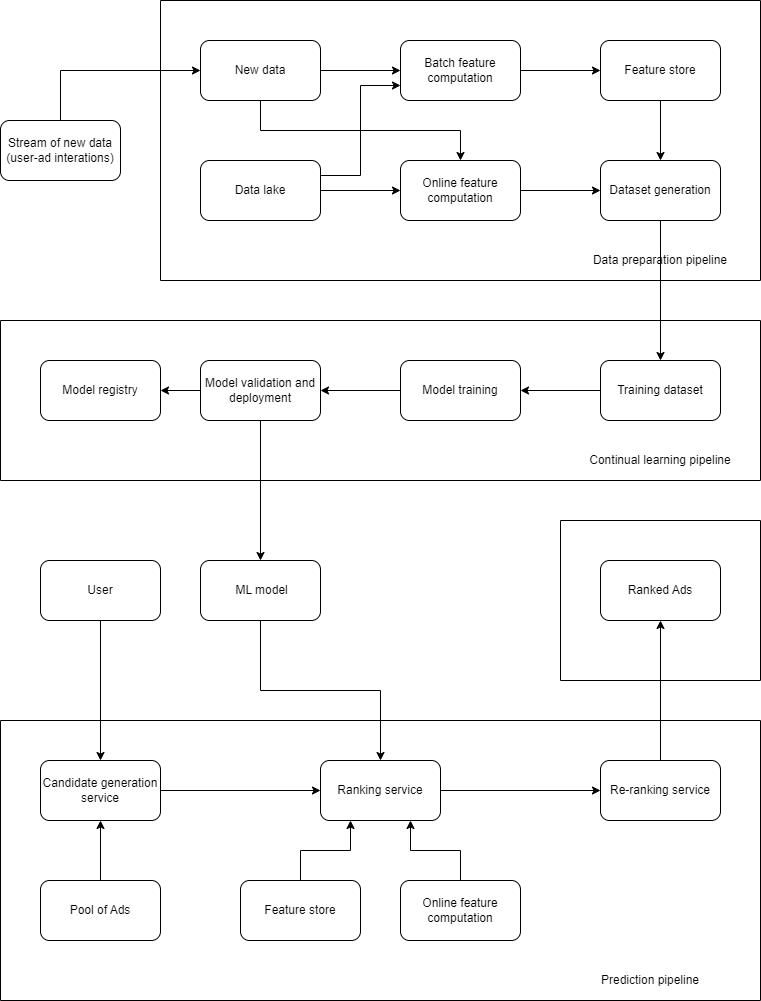 New data
Batch feature
computation
Feature store
Stream of new data
(user-ad interations)
Data lake
Online feature
computation
Dataset generation
Data preparation pipeline
Model registry
Model validation and
deployment
Model training
Training dataset
Continual learning pipeline
User
ML model
Ranked Ads
Candidate generation
service
Ranking service
Re-ranking service
Pool of Ads
Feature store
Online feature
computation
Prediction pipeline